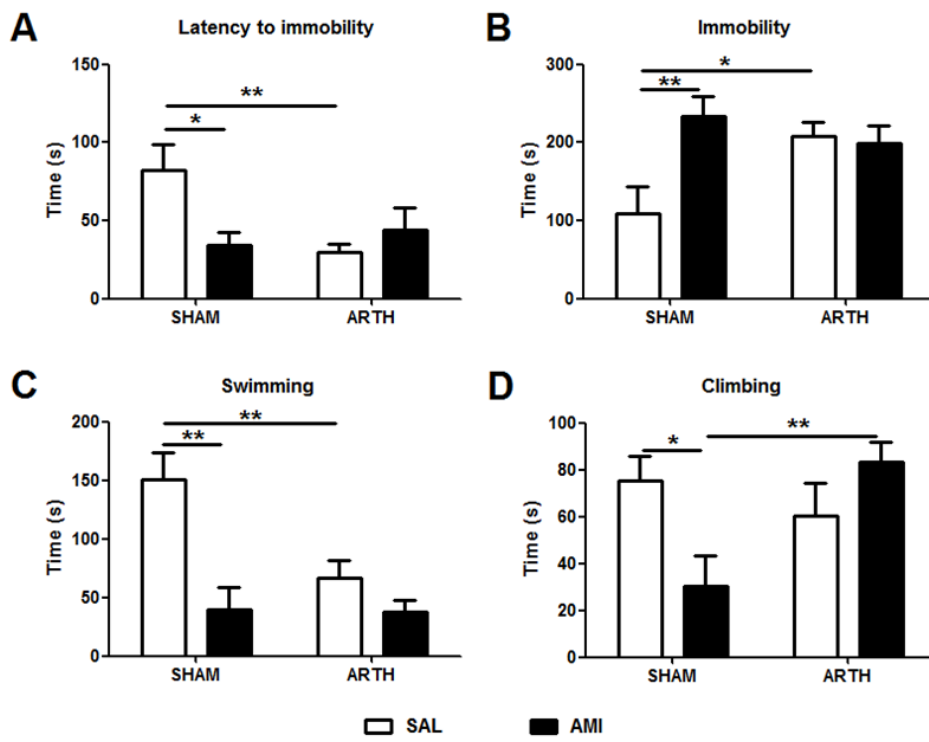 A
Latency to immobility
150
100
50
0
Time (s)
**
*
SHAM
ARTH
B
Immobility
300
200
100
0
Time (s)
*
**
SHAM
ARTH
C
Swimming
200
150
100
50
0
Time (s)
**
**
SHAM
ARTH
D
Climbing
100
80
60
40
20
0
Time (s)
**
*
SHAM
ARTH
SAL
AMI